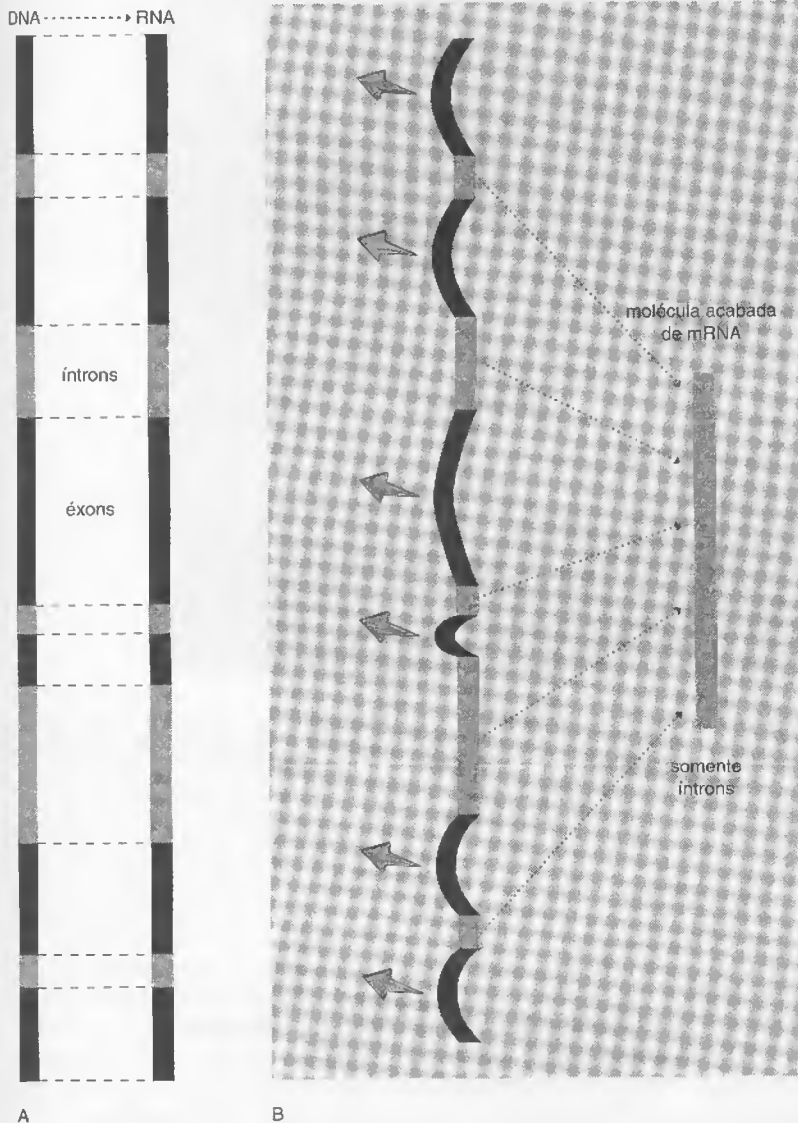 DNA RNA
íntrons
éxons
molécula acabada
de mRNA
somente
íntrons
A
B